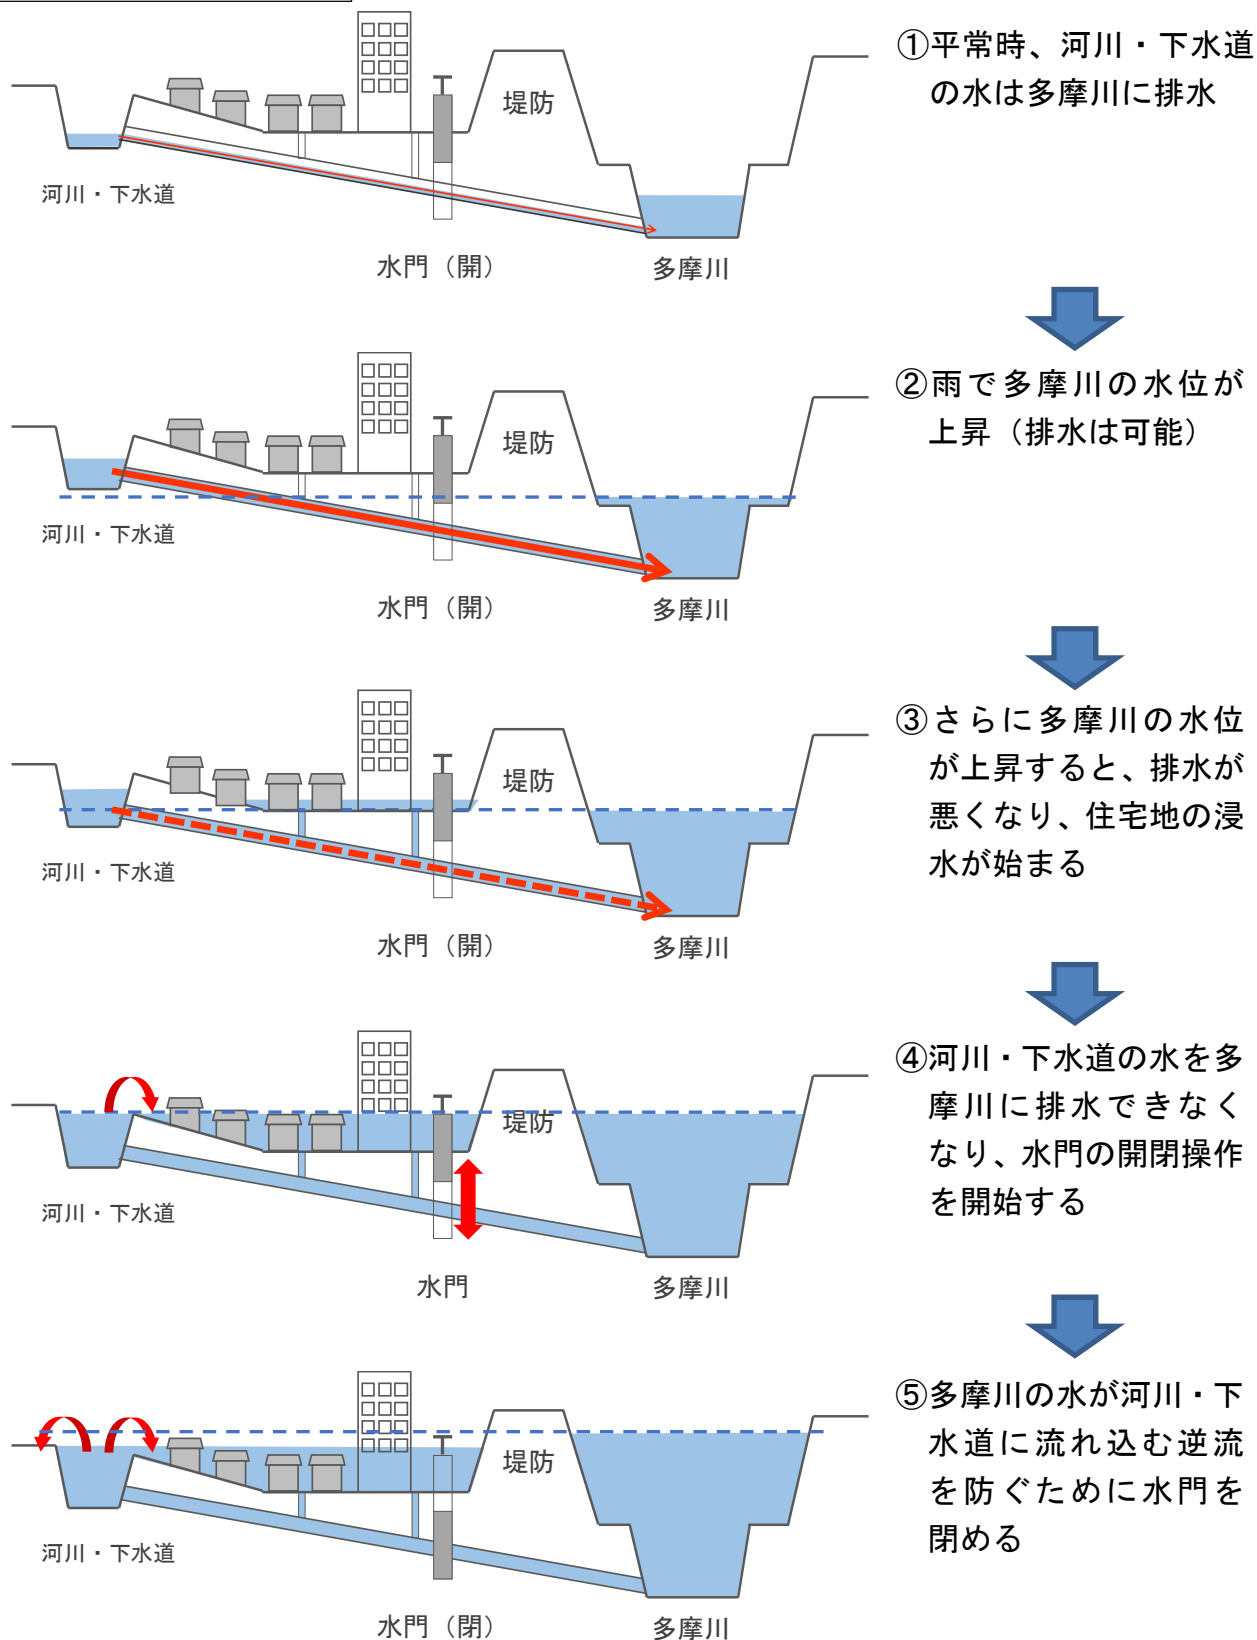 ①平常時、河川・下水道
の水は多摩川に排水
堤防
河川・下水道
水門（開）
多摩川
②雨で多摩川の水位が
上昇（排水は可能）
堤防
河川・下水道
水門（開）
多摩川
③さらに多摩川の水位
が上昇すると、排水が
悪くなり、住宅地の浸
水が始まる
堤防
河川・下水道
水門（開）
多摩川
④河川・下水道の水を多
摩川に排水できなく
なり、水門の開閉操作
を開始する
堤防
河川・下水道
水門
多摩川
⑤多摩川の水が河川・下
水道に流れ込む逆流
を防ぐために水門を
閉める
堤防
河川・下水道
水門（閉）
多摩川